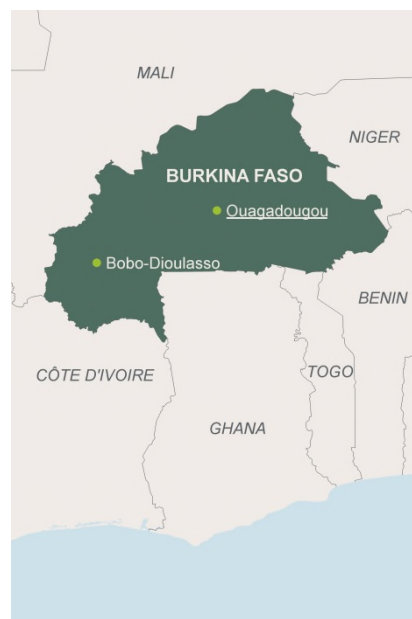 MALI
NIGER
BURKINA FASO
Ouagadougou
Bobo-Dioulasso
BENIN
CÔTE D'IVOIRE
TOGO
GHANA